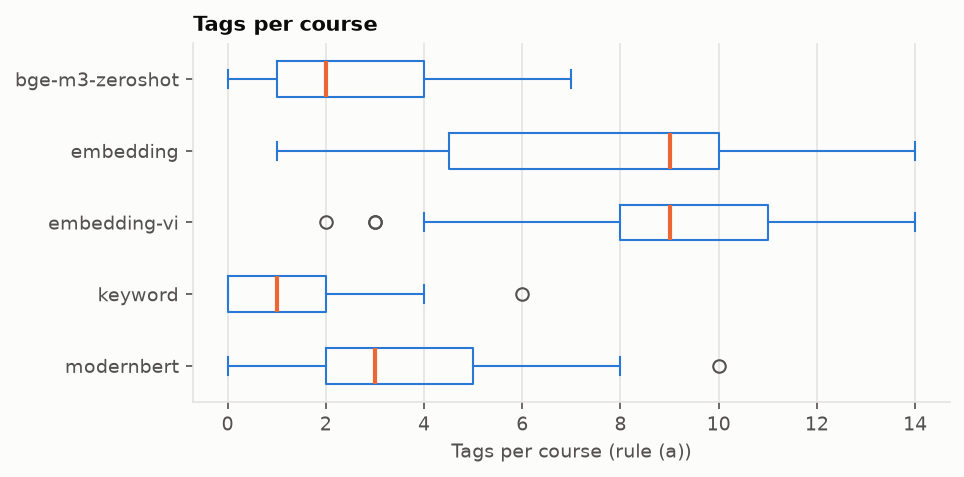 Tags per course
bge-m3-zeroshot
embedding
embedding-vi
keyword
modernbert
0 2 4 6 8 10 12 14
Tags per course (rule (a))